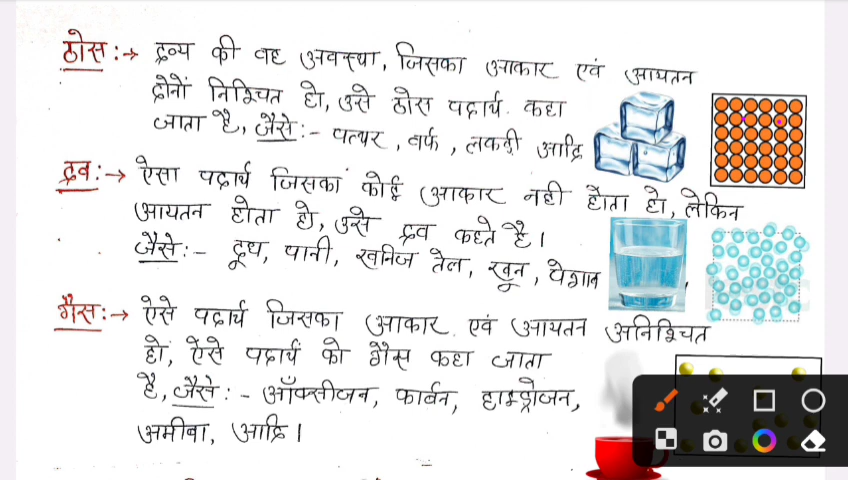 ठोस :→ द्रव्य की वह अवस्था, जिसका आकार एवं आयतन
दोनों निश्चित हो, उसे ठोस पदार्थ कहा
जाता है, जैसे :- पत्थर, बर्फ, लकड़ी आदि
द्रव :→ ऐसा पदार्थ जिसका कोई आकार नही होता हो, लेकिन
आयतन होता हो, उसे द्रव कहते है।
जैसे :- दूध, पानी, खनिज तेल, खून, पेशाब,
गैस :→ ऐसे पदार्थ जिसका आकार एवं आयतन अनिश्चित
हो, ऐसे पदार्थ को गैस कहा जाता
है, जैसे :- ऑक्सीजन, कार्बन, हाइड्रोजन,
अमीबा, आदि।